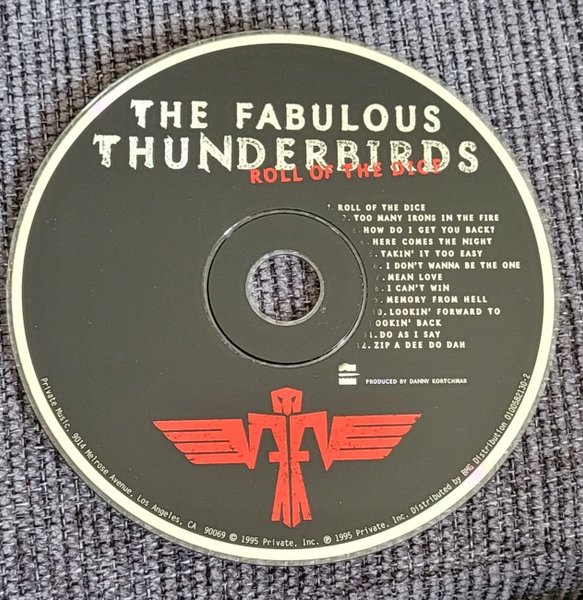 THE FABULOUS
THUNDERBIRDS
ROLL OF THE DICE
1. ROLL OF THE DICE
2. TOO MANY IRONS IN THE FIRE
3. HOW DO I GET YOU BACK?
4. HERE COMES THE NIGHT
5. TAKIN' IT TOO EASY
6. I DON'T WANNA BE THE ONE
7. MEAN LOVE
8. I CAN'T WIN
9. MEMORY FROM HELL
10. LOOKIN' FORWARD TO
LOOKIN' BACK
11. DO AS I SAY
12. ZIP A DEE DO DAH
PRODUCED BY DANNY KORTCHMAR
Private Music, 9014 Melrose Avenue, Los Angeles, CA 90069 © 1995 Private, Inc. ℗ 1995 Private, Inc. Distributed by BMG Distribution 0100582130-2